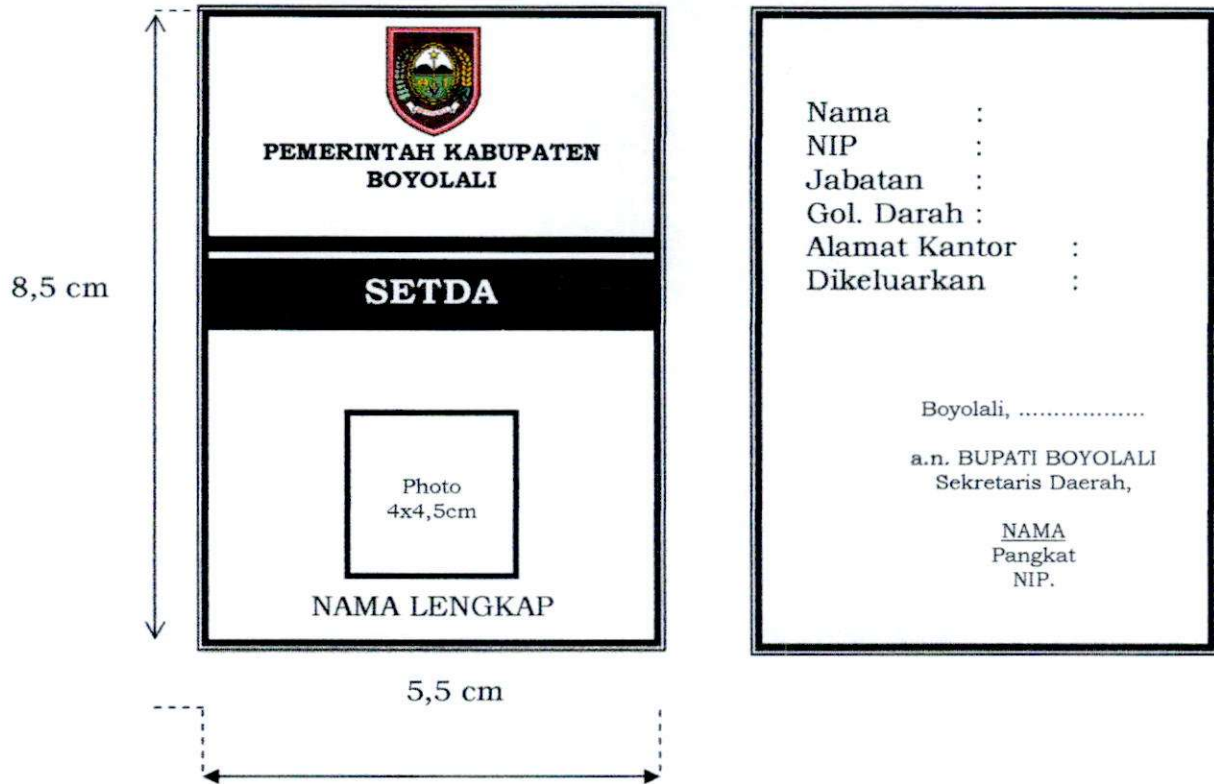 PEMERINTAH KABUPATEN
BOYOLALI
8,5 cm
SETDA
Photo
4x4,5cm
NAMA LENGKAP
5,5 cm
Nama :
NIP :
Jabatan :
Gol. Darah :
Alamat Kantor :
Dikeluarkan :
Boyolali, ..................
a.n. BUPATI BOYOLALI
Sekretaris Daerah,
NAMA
Pangkat
NIP.